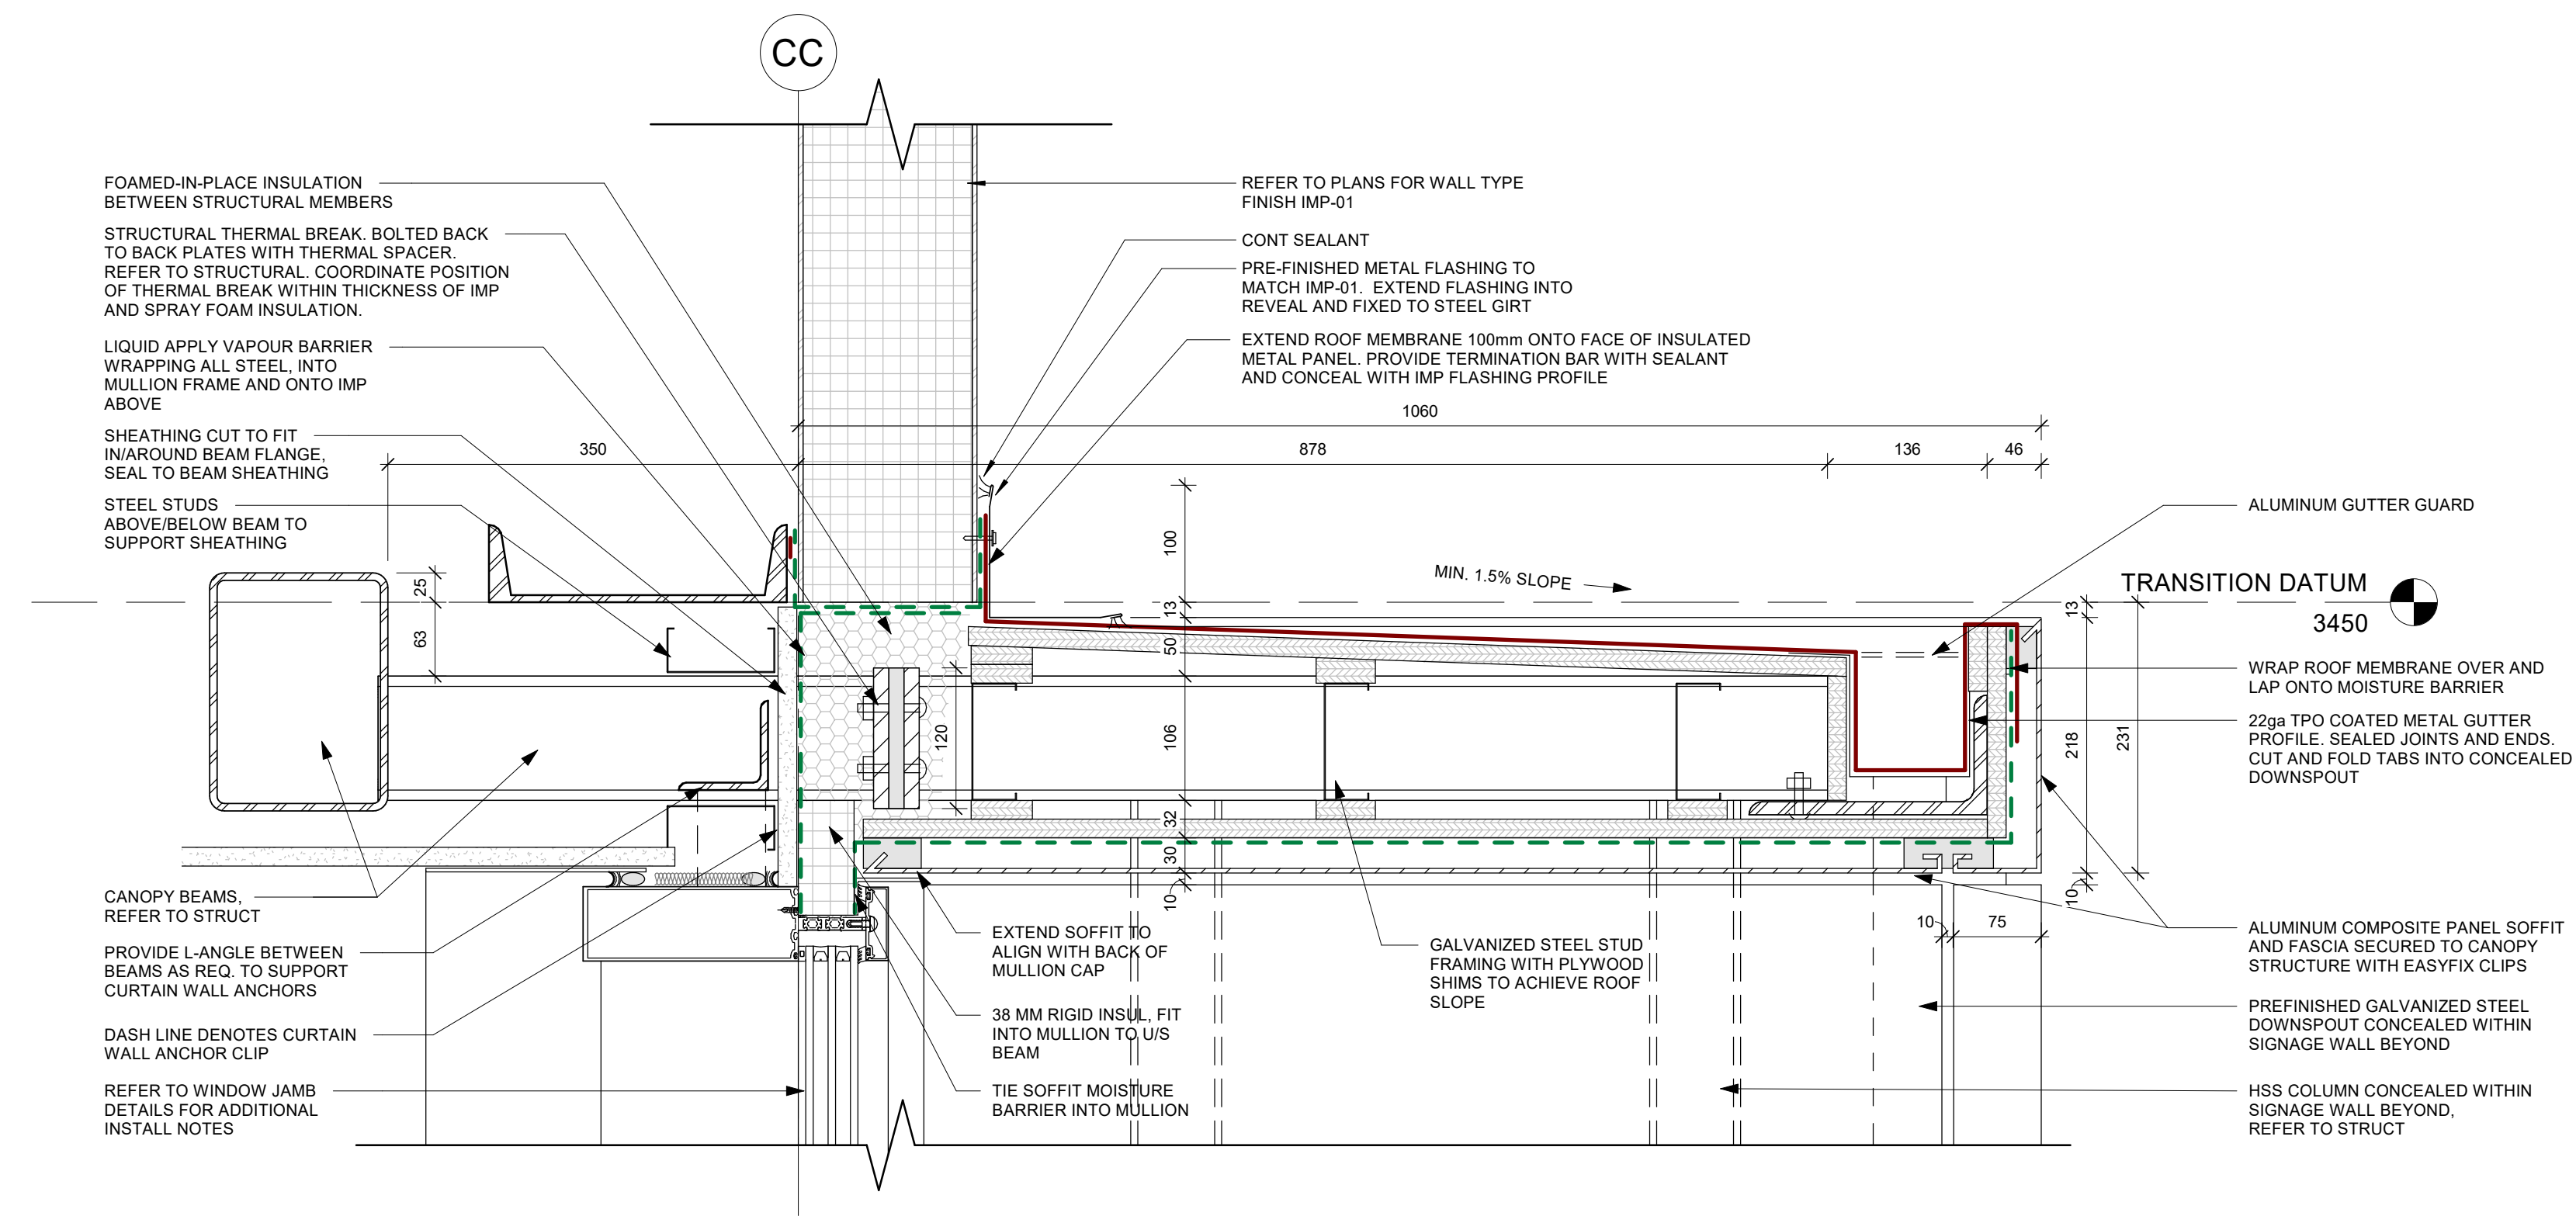 CC
FOAMED-IN-PLACE INSULATION
BETWEEN STRUCTURAL MEMBERS
STRUCTURAL THERMAL BREAK. BOLTED BACK
TO BACK PLATES WITH THERMAL SPACER.
REFER TO STRUCTURAL. COORDINATE POSITION
OF THERMAL BREAK WITHIN THICKNESS OF IMP
AND SPRAY FOAM INSULATION.
LIQUID APPLY VAPOUR BARRIER
WRAPPING ALL STEEL, INTO
MULLION FRAME AND ONTO IMP
ABOVE
SHEATHING CUT TO FIT
IN/AROUND BEAM FLANGE,
SEAL TO BEAM SHEATHING
STEEL STUDS
ABOVE/BELOW BEAM TO
SUPPORT SHEATHING
CANOPY BEAMS,
REFER TO STRUCT
PROVIDE L-ANGLE BETWEEN
BEAMS AS REQ. TO SUPPORT
CURTAIN WALL ANCHORS
DASH LINE DENOTES CURTAIN
WALL ANCHOR CLIP
REFER TO WINDOW JAMB
DETAILS FOR ADDITIONAL
INSTALL NOTES
REFER TO PLANS FOR WALL TYPE
FINISH IMP-01
CONT SEALANT
PRE-FINISHED METAL FLASHING TO
MATCH IMP-01. EXTEND FLASHING INTO
REVEAL AND FIXED TO STEEL GIRT
EXTEND ROOF MEMBRANE 100mm ONTO FACE OF INSULATED
METAL PANEL. PROVIDE TERMINATION BAR WITH SEALANT
AND CONCEAL WITH IMP FLASHING PROFILE
1060
350
878
136
46
25
63
100
13
50
106
32
30
10
120
MIN. 1.5% SLOPE
TRANSITION DATUM
3450
13
218
231
10
10
75
EXTEND SOFFIT TO
ALIGN WITH BACK OF
MULLION CAP
38 MM RIGID INSUL, FIT
INTO MULLION TO U/S
BEAM
TIE SOFFIT MOISTURE
BARRIER INTO MULLION
GALVANIZED STEEL STUD
FRAMING WITH PLYWOOD
SHIMS TO ACHIEVE ROOF
SLOPE
ALUMINUM GUTTER GUARD
WRAP ROOF MEMBRANE OVER AND
LAP ONTO MOISTURE BARRIER
22ga TPO COATED METAL GUTTER
PROFILE. SEALED JOINTS AND ENDS.
CUT AND FOLD TABS INTO CONCEALED
DOWNSPOUT
ALUMINUM COMPOSITE PANEL SOFFIT
AND FASCIA SECURED TO CANOPY
STRUCTURE WITH EASYFIX CLIPS
PREFINISHED GALVANIZED STEEL
DOWNSPOUT CONCEALED WITHIN
SIGNAGE WALL BEYOND
HSS COLUMN CONCEALED WITHIN
SIGNAGE WALL BEYOND,
REFER TO STRUCT